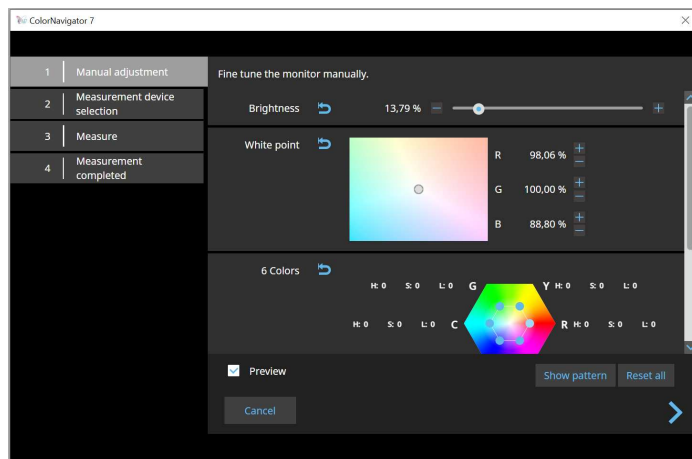 ColorNavigator 7
1 Manual adjustment
2 Measurement device
selection
3 Measure
4 Measurement
completed
Fine tune the monitor manually.
Brightness 13,79 %
White point
R 98,06 %
G 100,00 %
B 88,80 %
6 Colors
H: 0 S: 0 L: 0 G Y H: 0 S: 0 L: 0
H: 0 S: 0 L: 0 C R H: 0 S: 0 L: 0
Preview
Show pattern Reset all
Cancel